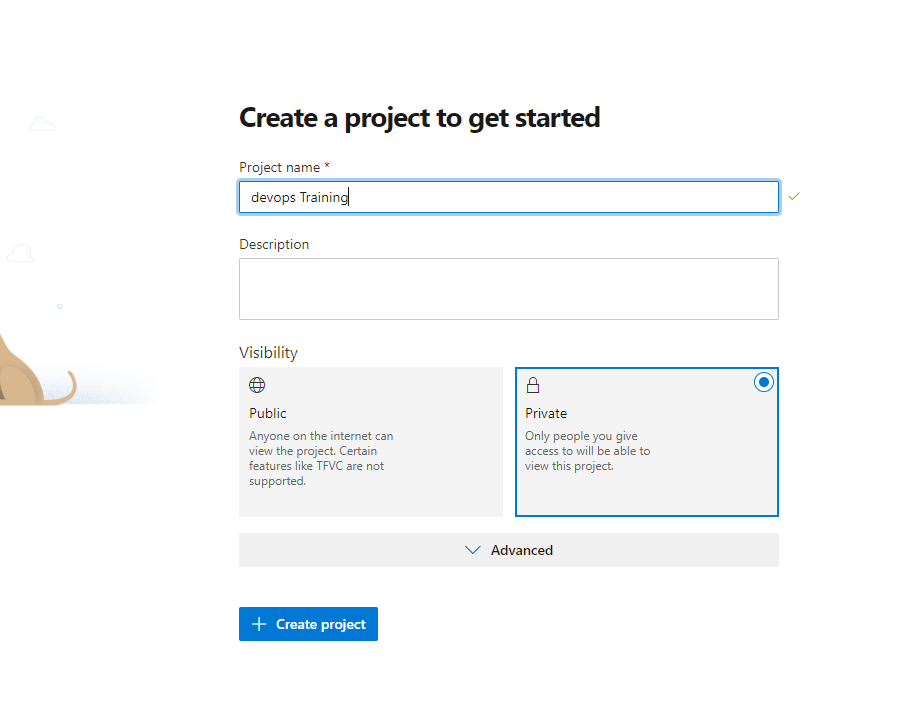 Create a project to get started
Project name *
devops Training
Description
Visibility
Public
Anyone on the internet can
view the project. Certain
features like TFVC are not
supported.
Private
Only people you give
access to will be able to
view this project.
Advanced
Create project